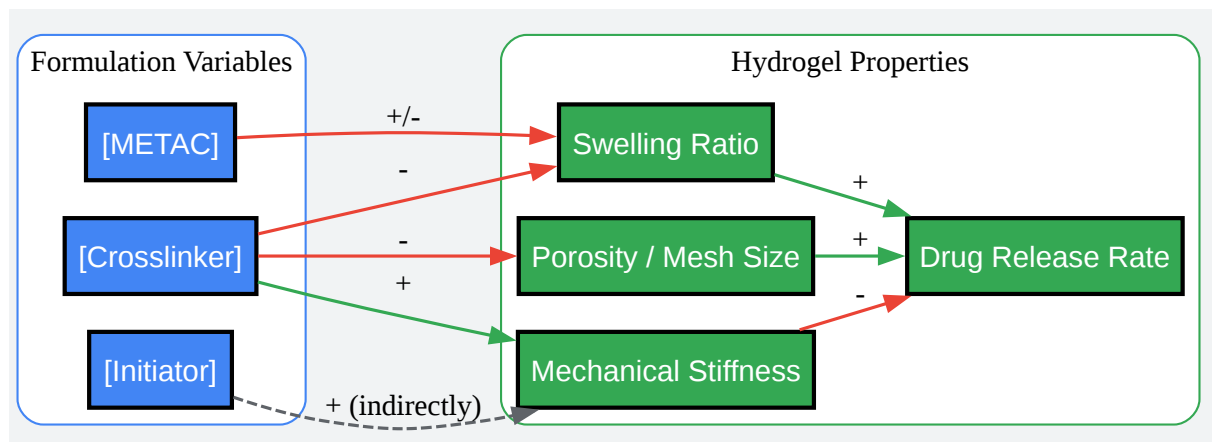 Formulation Variables
Hydrogel Properties
[METAC]
+/-
Swelling Ratio
-
+
[Crosslinker]
-
Porosity / Mesh Size
+
Drug Release Rate
+
-
[Initiator]
Mechanical Stiffness
+ (indirectly)